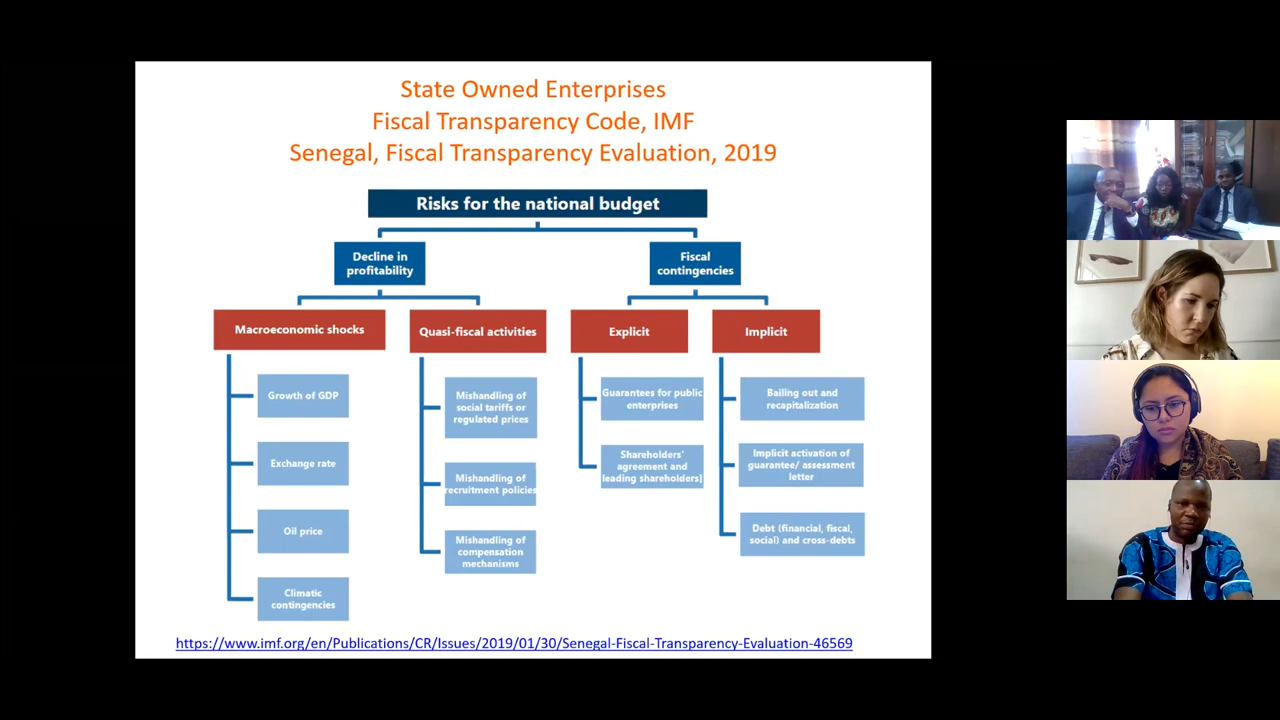 State Owned Enterprises
Fiscal Transparency Code, IMF
Senegal, Fiscal Transparency Evaluation, 2019
Risks for the national budget
Decline in
profitability
Fiscal
contingencies
Macroeconomic shocks
Quasi-fiscal activities
Explicit
Implicit
Growth of GDP
Exchange rate
Oil price
Climatic
contingencies
Mishandling of
social tariffs or
regulated prices
Mishandling of
recruitment policies
Mishandling of
compensation
mechanisms
Guarantees for public
enterprises
Shareholders'
agreement and
leading shareholders]
Bailing out and
recapitalization
Implicit activation of
guarantee/ assessment
letter
Debt (financial, fiscal,
social) and cross-debts
https://www.imf.org/en/Publications/CR/Issues/2019/01/30/Senegal-Fiscal-Transparency-Evaluation-46569